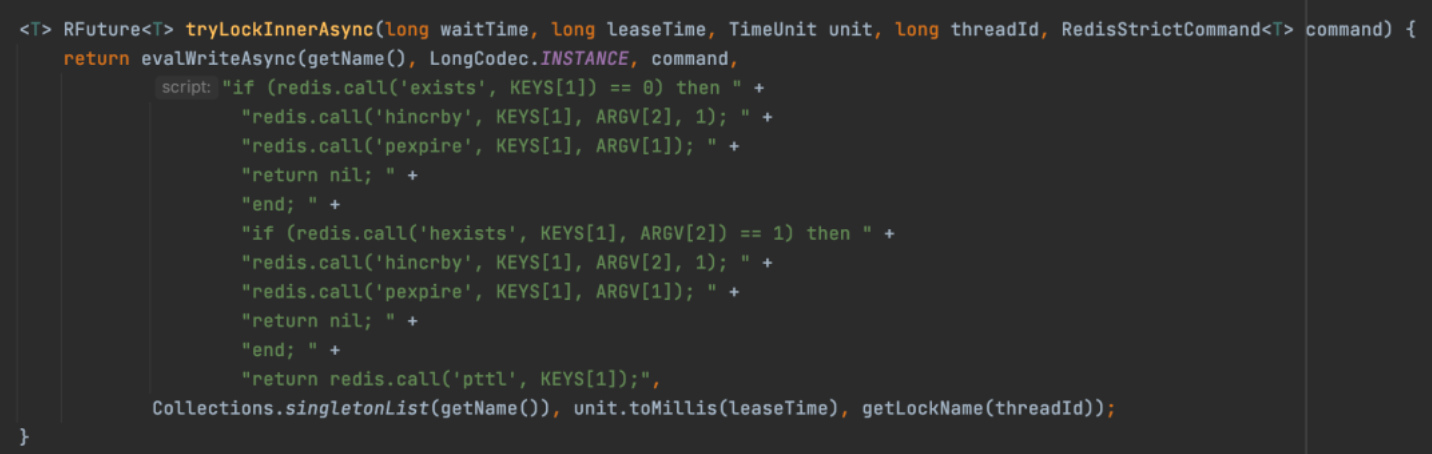 <T> RFuture<T> tryLockInnerAsync(long waitTime, long leaseTime, TimeUnit unit, long threadId, RedisStrictCommand<T> command) {
return evalWriteAsync(getName(), LongCodec.INSTANCE, command,
script: "if (redis.call('exists', KEYS[1]) == 0) then " +
"redis.call('hincrby', KEYS[1], ARGV[2], 1); " +
"redis.call('pexpire', KEYS[1], ARGV[1]); " +
"return nil; " +
"end; " +
"if (redis.call('hexists', KEYS[1], ARGV[2]) == 1) then " +
"redis.call('hincrby', KEYS[1], ARGV[2], 1); " +
"redis.call('pexpire', KEYS[1], ARGV[1]); " +
"return nil; " +
"end; " +
"return redis.call('pttl', KEYS[1]);",
Collections.singletonList(getName()), unit.toMillis(leaseTime), getLockName(threadId));
}